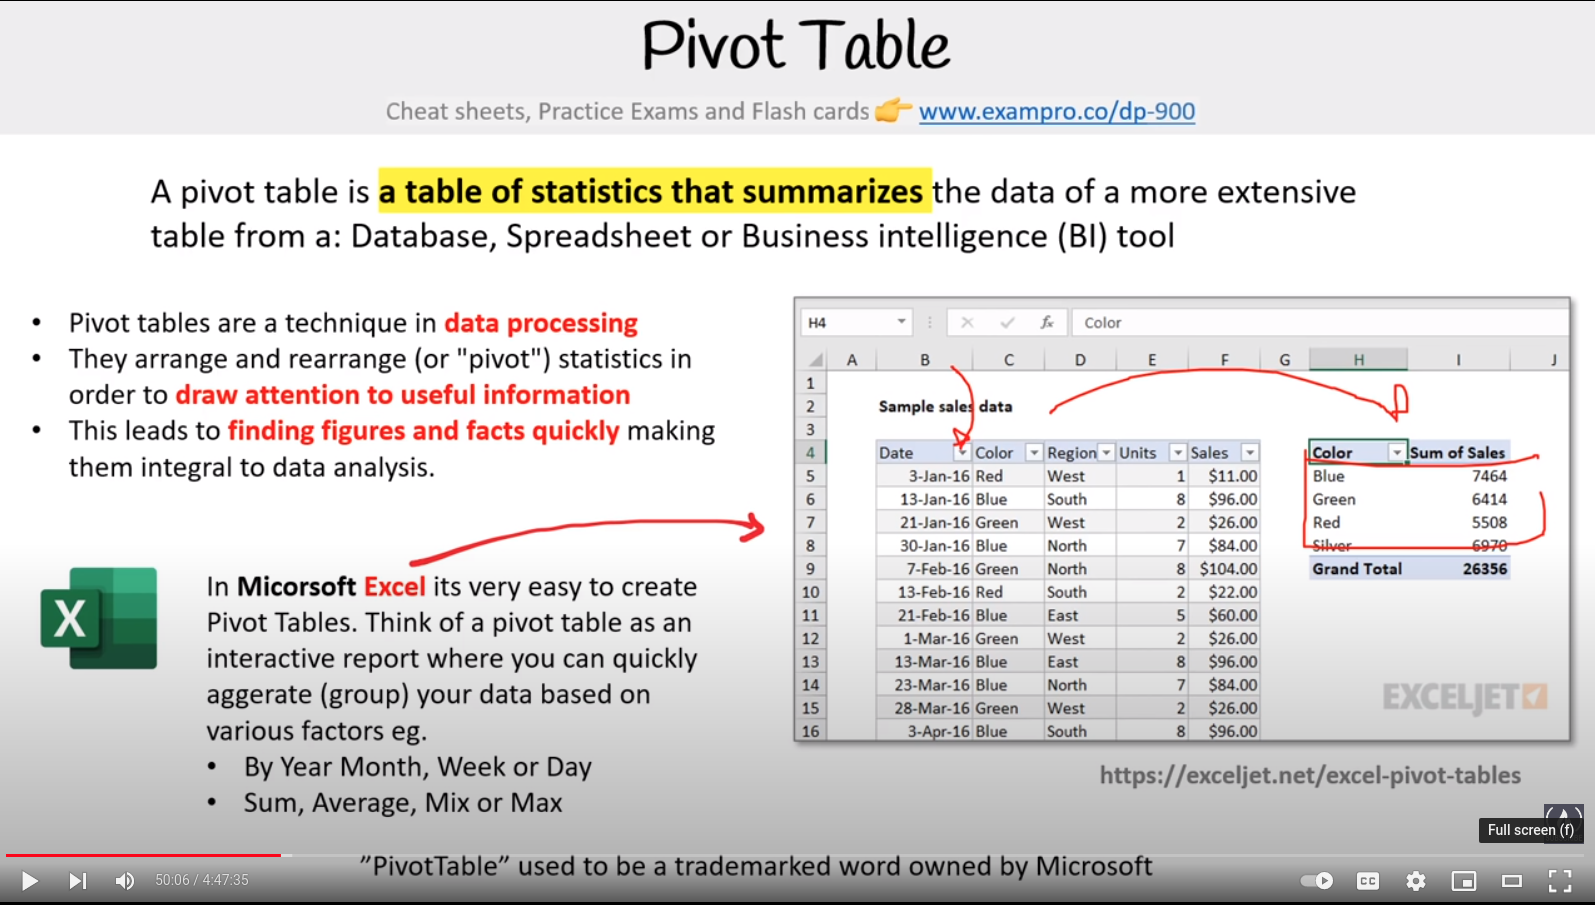 Pivot Table
Cheat sheets, Practice Exams and Flash cards 👉 www.exampro.co/dp-900
A pivot table is a table of statistics that summarizes the data of a more extensive
table from a: Database, Spreadsheet or Business intelligence (BI) tool
• Pivot tables are a technique in data processing
• They arrange and rearrange (or "pivot") statistics in
order to draw attention to useful information
• This leads to finding figures and facts quickly making
them integral to data analysis.
X
In Micorsoft Excel its very easy to create
Pivot Tables. Think of a pivot table as an
interactive report where you can quickly
aggerate (group) your data based on
various factors eg.
• By Year Month, Week or Day
• Sum, Average, Mix or Max
H4 fx Color
A B C D E F G H I J
1
2 Sample sales data
3
4 Date Color Region Units Sales Color Sum of Sales
5 3-Jan-16 Red West 1 $11.00 Blue 7464
6 13-Jan-16 Blue South 8 $96.00 Green 6414
7 21-Jan-16 Green West 2 $26.00 Red 5508
8 30-Jan-16 Blue North 7 $84.00 Silver 6970
9 7-Feb-16 Green North 8 $104.00 Grand Total 26356
10 13-Feb-16 Red South 2 $22.00
11 21-Feb-16 Blue East 5 $60.00
12 1-Mar-16 Green West 2 $26.00
13 13-Mar-16 Blue East 8 $96.00
14 23-Mar-16 Blue North 7 $84.00
15 28-Mar-16 Green West 2 $26.00
16 3-Apr-16 Blue South 8 $96.00
EXCELJET
https://exceljet.net/excel-pivot-tables
Full screen (f)
"PivotTable" used to be a trademarked word owned by Microsoft
50:06 / 4:47:35
CC